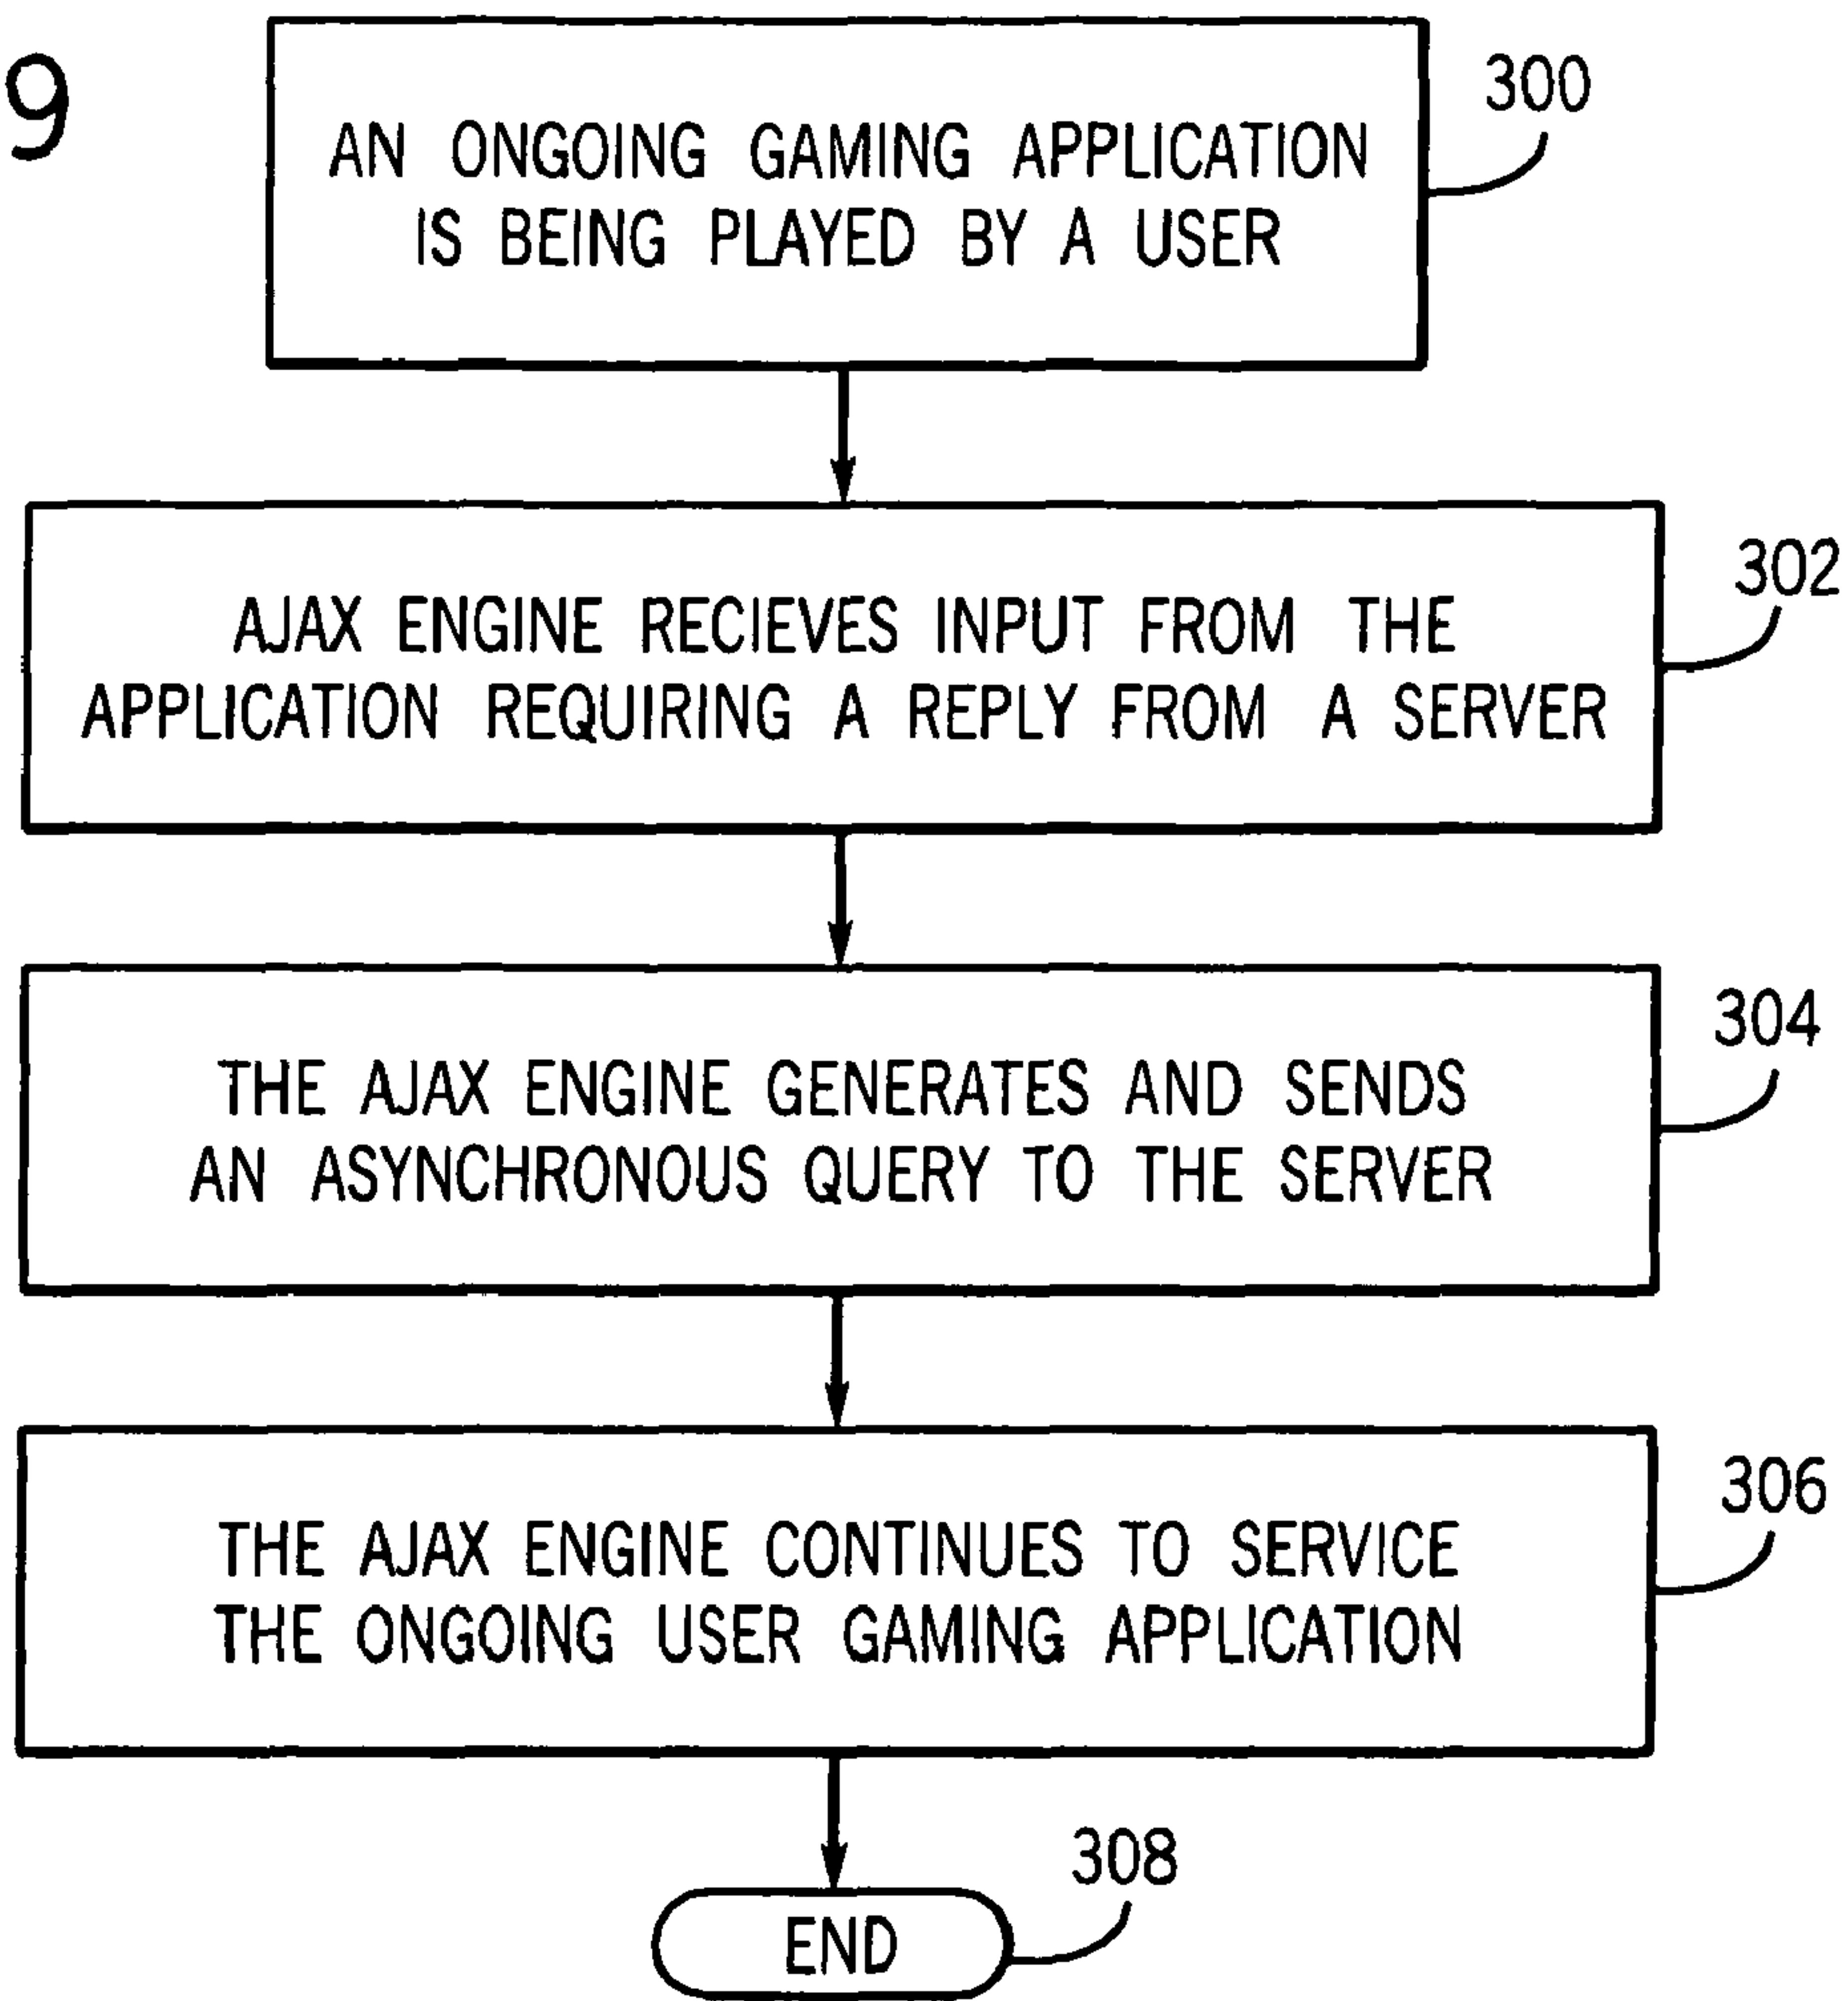 9
AN ONGOING GAMING APPLICATION
IS BEING PLAYED BY A USER
300
AJAX ENGINE RECIEVES INPUT FROM THE
APPLICATION REQUIRING A REPLY FROM A SERVER
302
THE AJAX ENGINE GENERATES AND SENDS
AN ASYNCHRONOUS QUERY TO THE SERVER
304
THE AJAX ENGINE CONTINUES TO SERVICE
THE ONGOING USER GAMING APPLICATION
306
END
308